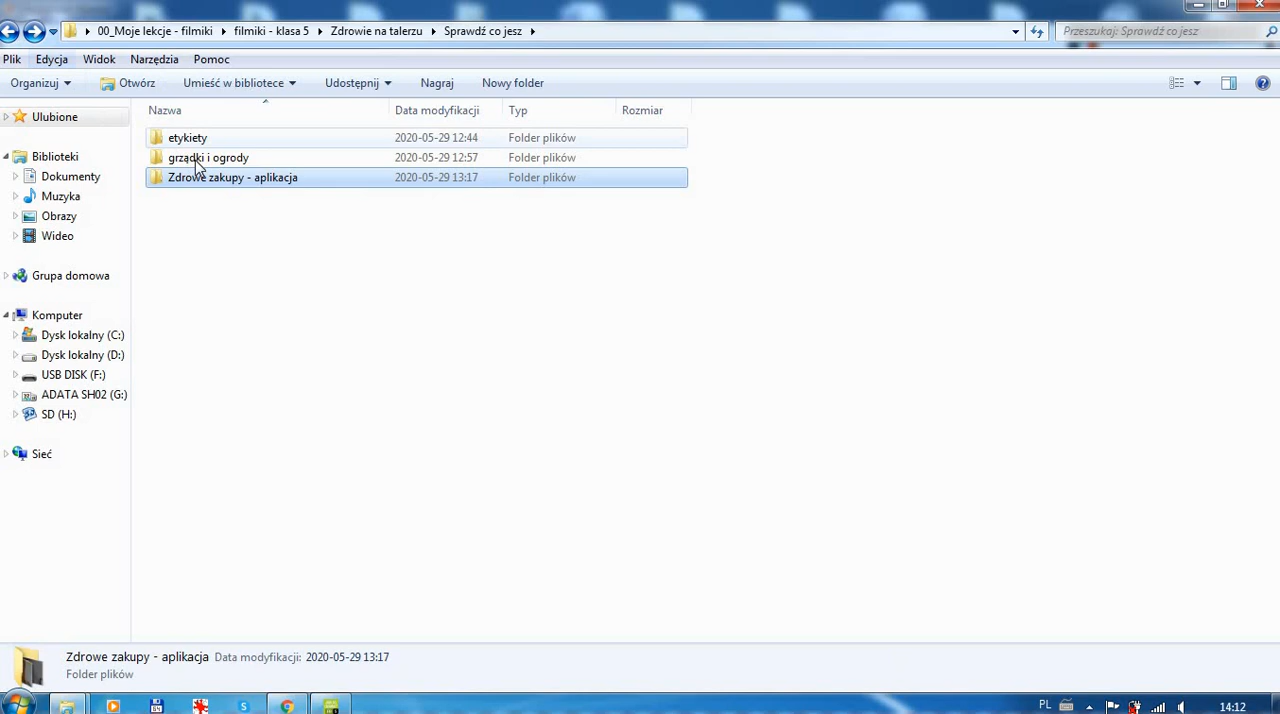 00_Moje lekcje - filmiki filmiki - klasa 5 Zdrowie na talerzu Sprawdź co jesz Przeszukaj: Sprawdź co jesz
Plik Edycja Widok Narzędzia Pomoc
Organizuj Otwórz Umieść w bibliotece Udostępnij Nagraj Nowy folder
Nazwa Data modyfikacji Typ Rozmiar
Ulubione
Biblioteki
Dokumenty
Muzyka
Obrazy
Wideo
Grupa domowa
Komputer
Dysk lokalny (C:)
Dysk lokalny (D:)
USB DISK (F:)
ADATA SH02 (G:)
SD (H:)
Sieć
etykiety 2020-05-29 12:44 Folder plików
grządki i ogrody 2020-05-29 12:57 Folder plików
Zdrowe zakupy - aplikacja 2020-05-29 13:17 Folder plików
Zdrowe zakupy - aplikacja Data modyfikacji: 2020-05-29 13:17
Folder plików
PL 14:12